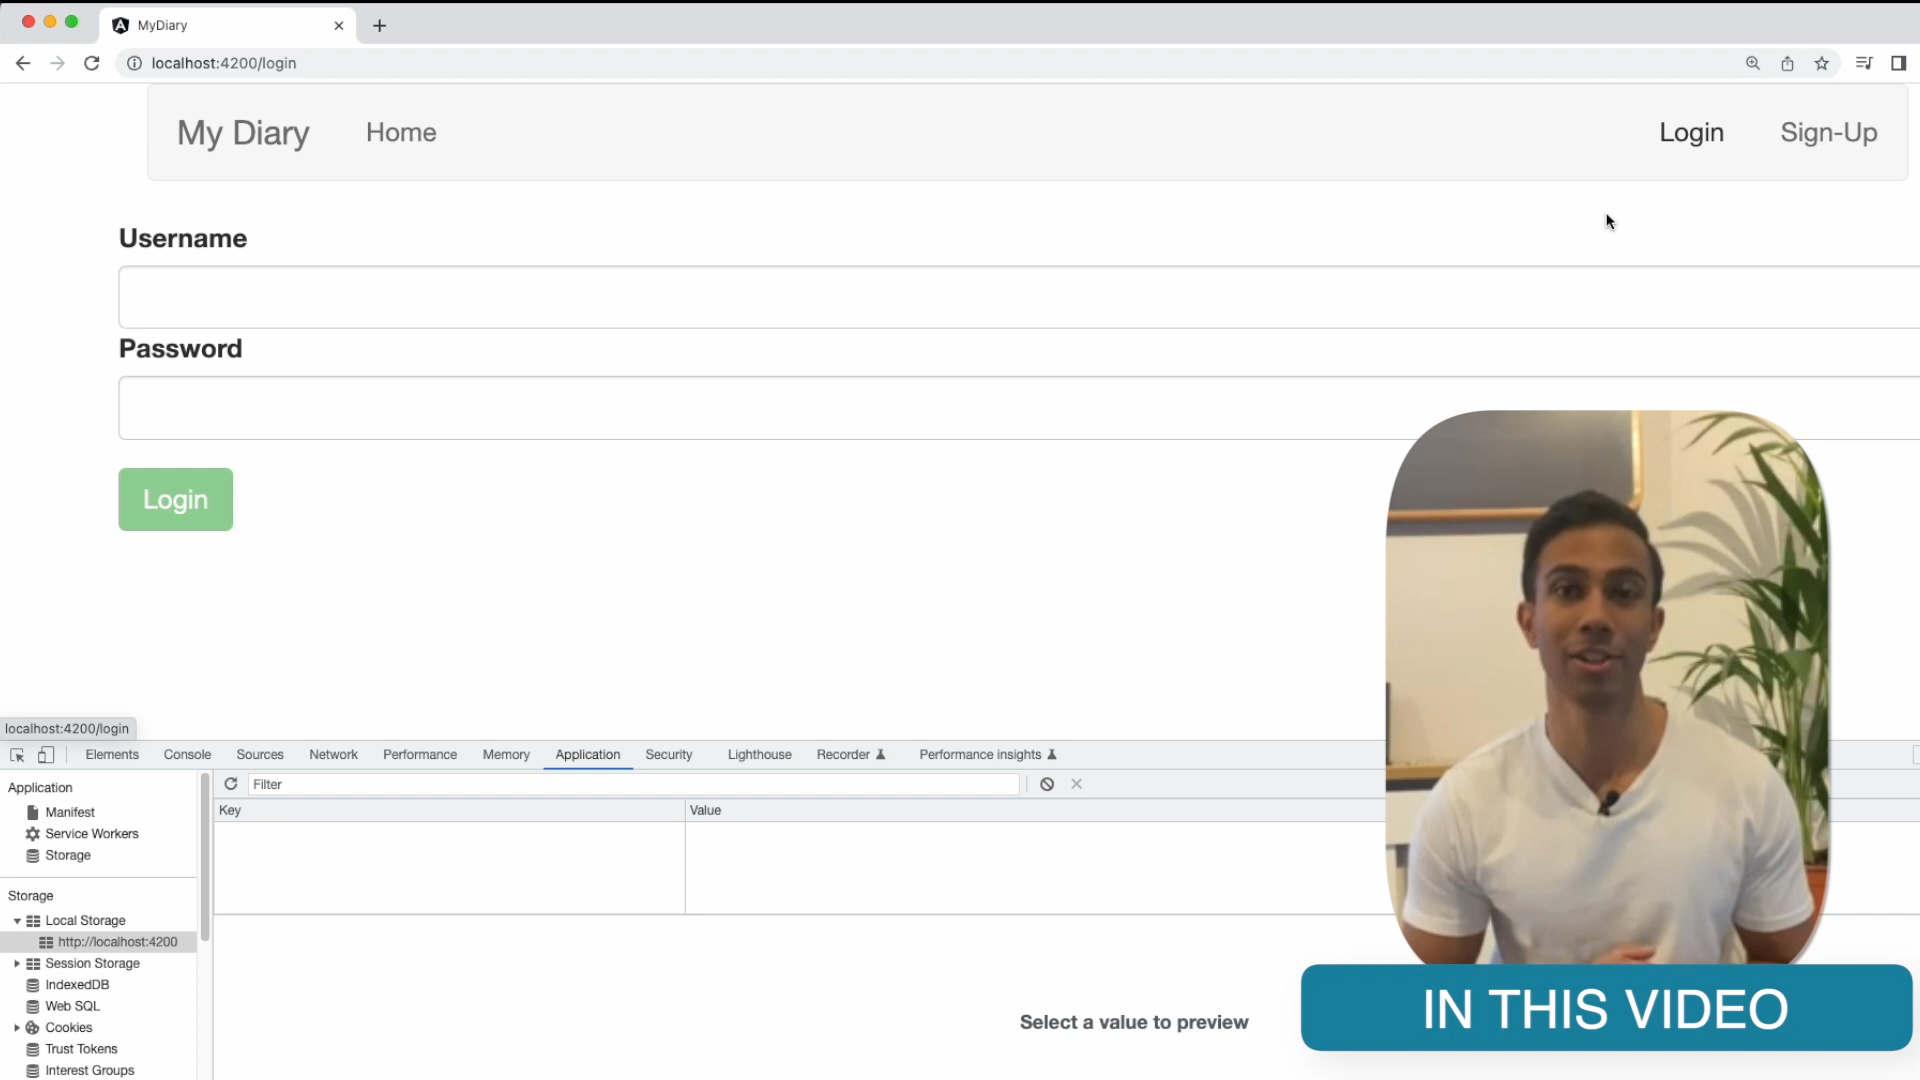 MyDiary
localhost:4200/login
My Diary Home Login Sign-Up
Username
Password
Login
localhost:4200/login
Elements Console Sources Network Performance Memory Application Security Lighthouse Recorder Performance insights
Application
Filter
Key Value
Manifest
Service Workers
Storage
Storage
Local Storage
http://localhost:4200
Session Storage
IndexedDB
Web SQL
Cookies
Trust Tokens
Interest Groups
Select a value to preview
IN THIS VIDEO